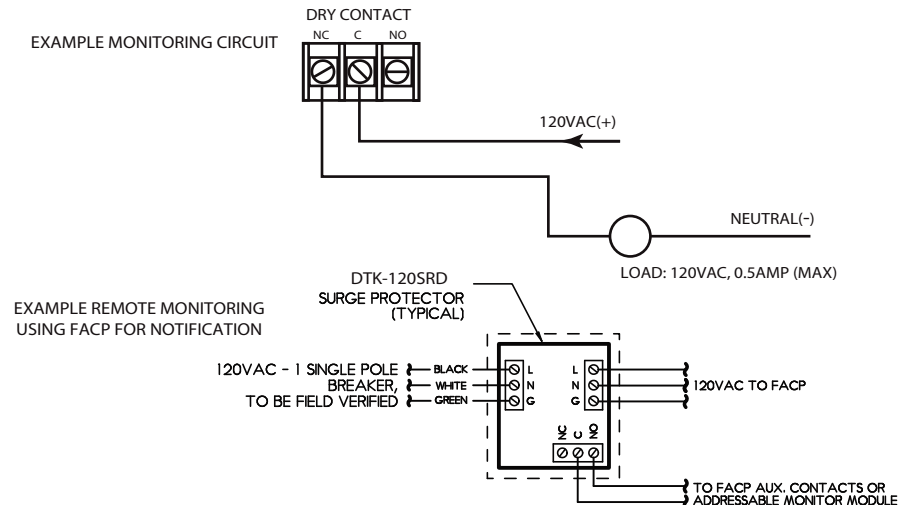 DRY CONTACT
EXAMPLE MONITORING CIRCUIT
NC C NO
120VAC(+)
NEUTRAL(-)
LOAD: 120VAC, 0.5AMP (MAX)
EXAMPLE REMOTE MONITORING
USING FACP FOR NOTIFICATION
DTK-120SRD
SURGE PROTECTOR
(TYPICAL)
120VAC - 1 SINGLE POLE
BREAKER,
TO BE FIELD VERIFIED
BLACK
WHITE
GREEN
L
N
G
L
N
G
120VAC TO FACP
NC C NO
TO FACP AUX. CONTACTS OR
ADDRESSABLE MONITOR MODULE